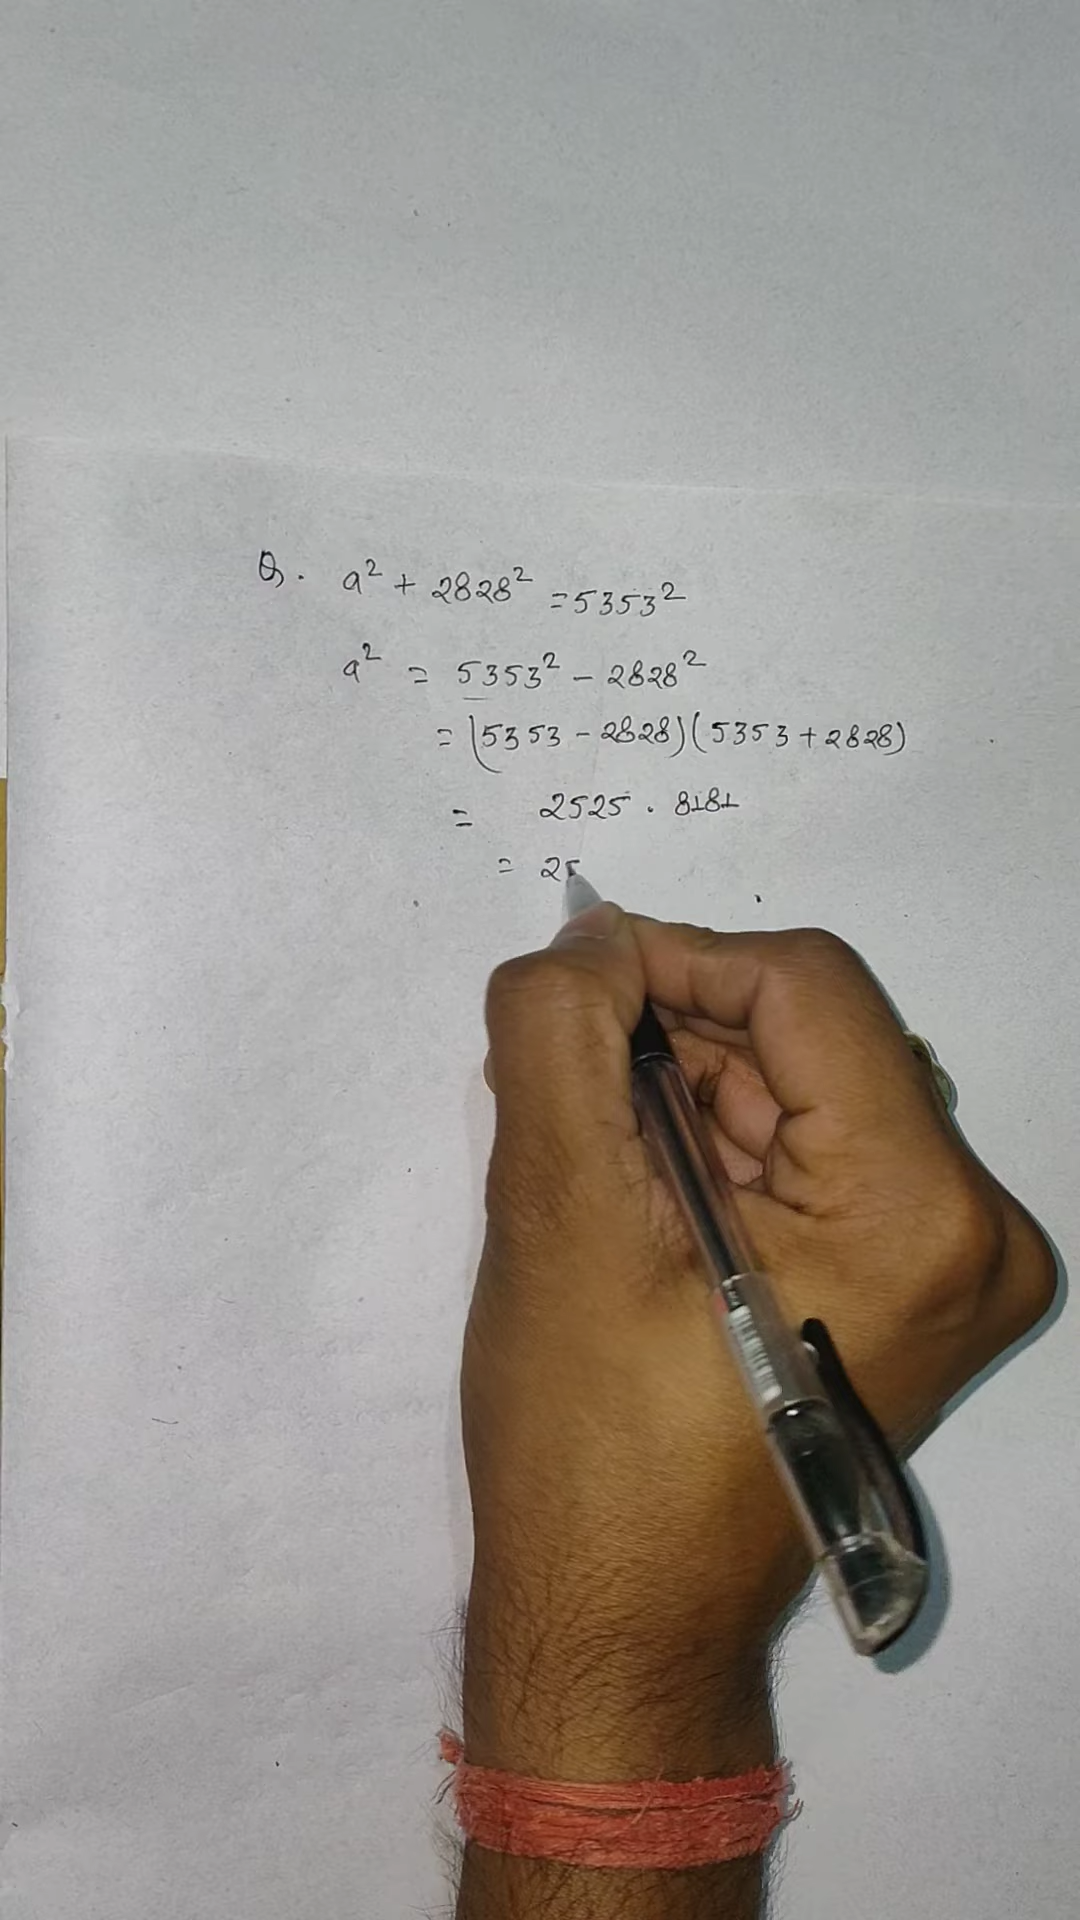 Q. a² + 2828² = 5353²
a² = 5353² - 2828²
= (5353 - 2828)(5353 + 2828)
= 2525 . 8181
= 25